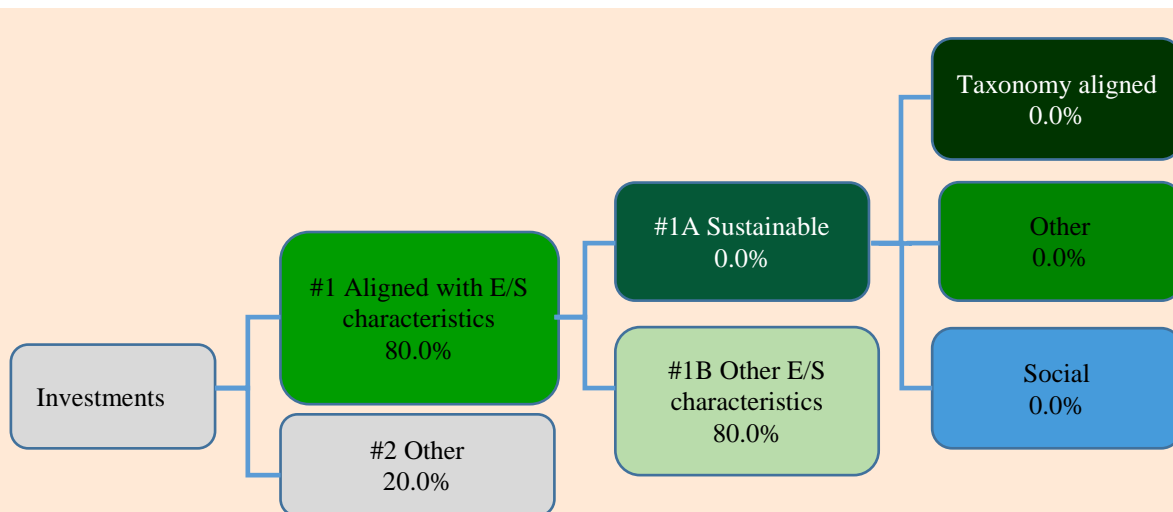 Investments
#1 Aligned with E/S
characteristics
80.0%
#2 Other
20.0%
#1A Sustainable
0.0%
#1B Other E/S
characteristics
80.0%
Taxonomy aligned
0.0%
Other
0.0%
Social
0.0%